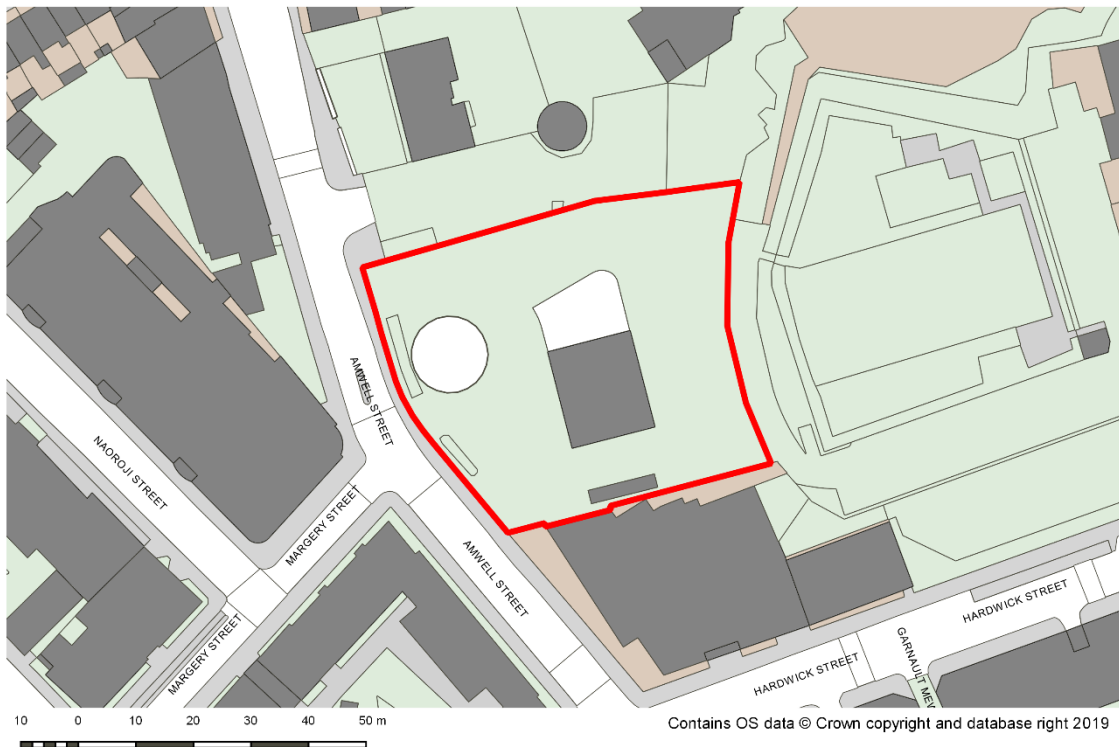 AMWELL STREET
NAOROJI STREET
MARGERY STREET
AMWELL STREET
MARGERY STREET
HARDWICK STREET
HARDWICK STREET
GARNAULT MEW
10 0 10 20 30 40 50 m
Contains OS data © Crown copyright and database right 2019